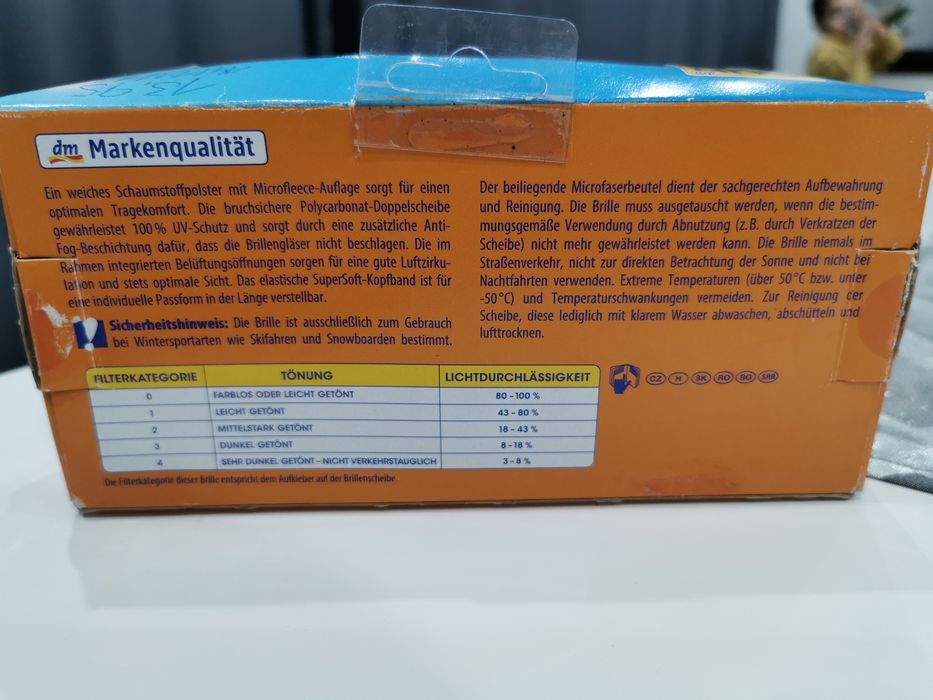 13,95
dm Markenqualität
Ein weiches Schaumstoffpolster mit Microfleece-Auflage sorgt für einen
optimalen Tragekomfort. Die bruchsichere Polycarbonat-Doppelscheibe
gewährleistet 100% UV-Schutz und sorgt durch eine zusätzliche Anti-
Fog-Beschichtung dafür, dass die Brillengläser nicht beschlagen. Die im
Rahmen integrierten Belüftungsöffnungen sorgen für eine gute Luftzirku-
lation und stets optimale Sicht. Das elastische SuperSoft-Kopfband ist für
eine individuelle Passform in der Länge verstellbar.
Sicherheitshinweis: Die Brille ist ausschließlich zum Gebrauch
bei Wintersportarten wie Skifahren und Snowboarden bestimmt.
Der beiliegende Microfaserbeutel dient der sachgerechten Aufbewahrung
und Reinigung. Die Brille muss ausgetauscht werden, wenn die bestim-
mungsgemäße Verwendung durch Abnutzung (z.B. durch Verkratzen der
Scheibe) nicht mehr gewährleistet werden kann. Die Brille niemals im
Straßenverkehr, nicht zur direkten Betrachtung der Sonne und nicht bei
Nachtfahrten verwenden. Extreme Temperaturen (über 50°C bzw. unter
-50°C) und Temperaturschwankungen vermeiden. Zur Reinigung der
Scheibe, diese lediglich mit klarem Wasser abwaschen, abschütteln und
lufttrocknen.
FILTERKATEGORIE TÖNUNG LICHTDURCHLÄSSIGKEIT
0 FARBLOS ODER LEICHT GETÖNT 80-100 %
1 LEICHT GETÖNT 43-80 %
2 MITTELSTARK GETÖNT 18-43 %
3 DUNKEL GETÖNT 8-18 %
4 SEHR DUNKEL GETÖNT – NICHT VERKEHRSTAUGLICH 3-8 %
CZ H SK RO BG SRB
Die Filterkategorie dieser Brille entspricht dem Aufkleber auf der Brillenscheibe.